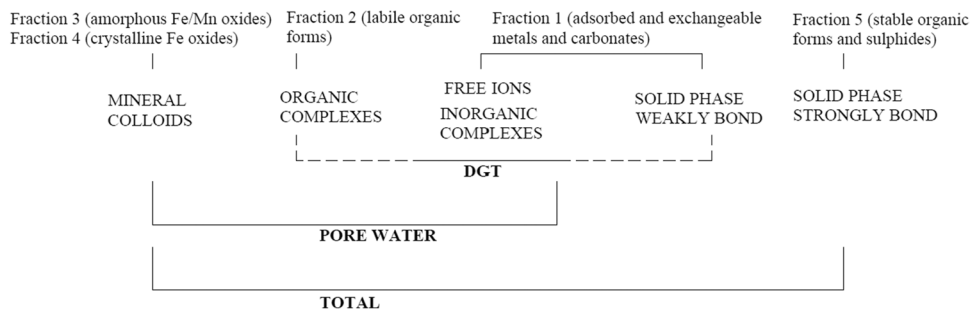 Fraction 3 (amorphous Fe/Mn oxides)
Fraction 4 (crystalline Fe oxides)
Fraction 2 (labile organic
forms)
Fraction 1 (adsorbed and exchangeable
metals and carbonates)
Fraction 5 (stable organic
forms and sulphides)
MINERAL
COLLOIDS
ORGANIC
COMPLEXES
FREE IONS
INORGANIC
COMPLEXES
SOLID PHASE
WEAKLY BOND
SOLID PHASE
STRONGLY BOND
DGT
PORE WATER
TOTAL